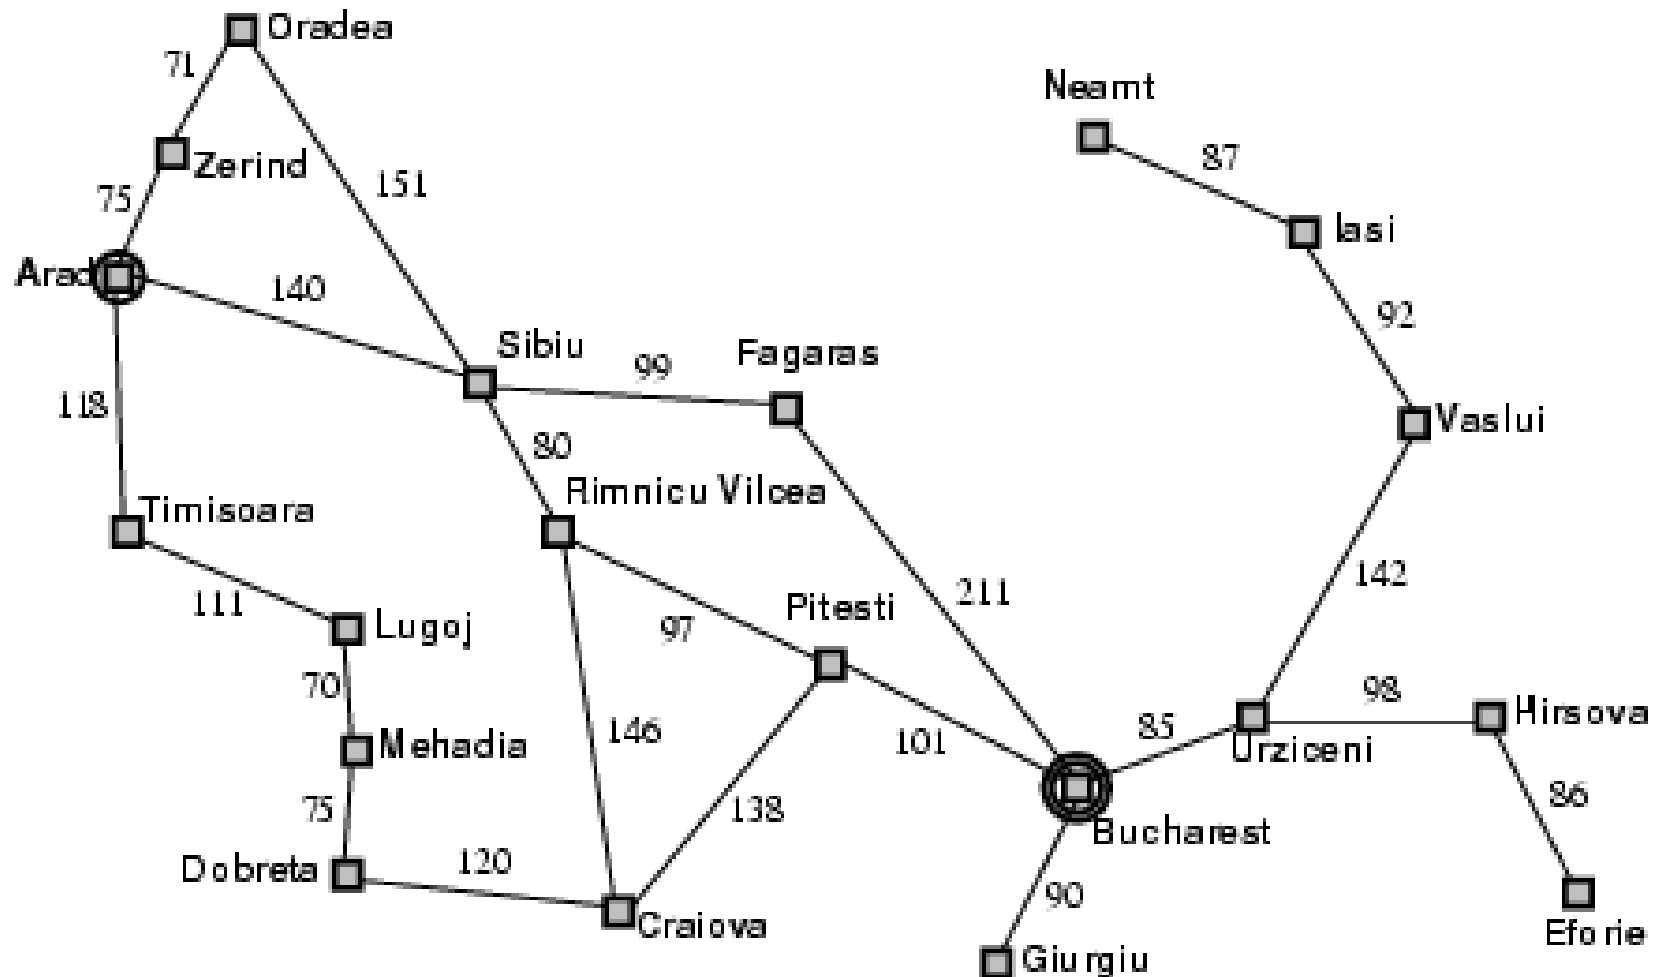 Oradea
71
Neamt
87
Zerind
151
75
Iasi
Arad
140
92
Sibiu
Fagaras
99
118
Vaslui
80
Rimnicu Vilcea
Timisoara
142
211
111
Pitesti
Lugoj
97
70
98
Hirsova
146
101
85
Mehadia
Urziceni
86
75
138
Bucharest
Dobreta
120
90
Craiova
Eforie
Giurgiu